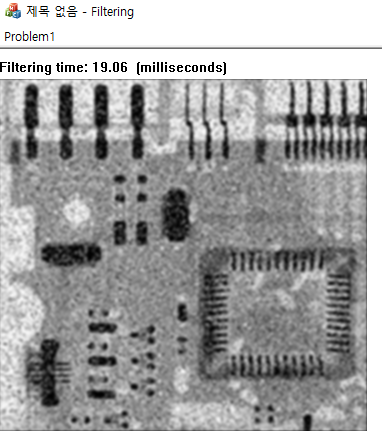 제목 없음 - Filtering
Problem1
Filtering time: 19.06 (milliseconds)